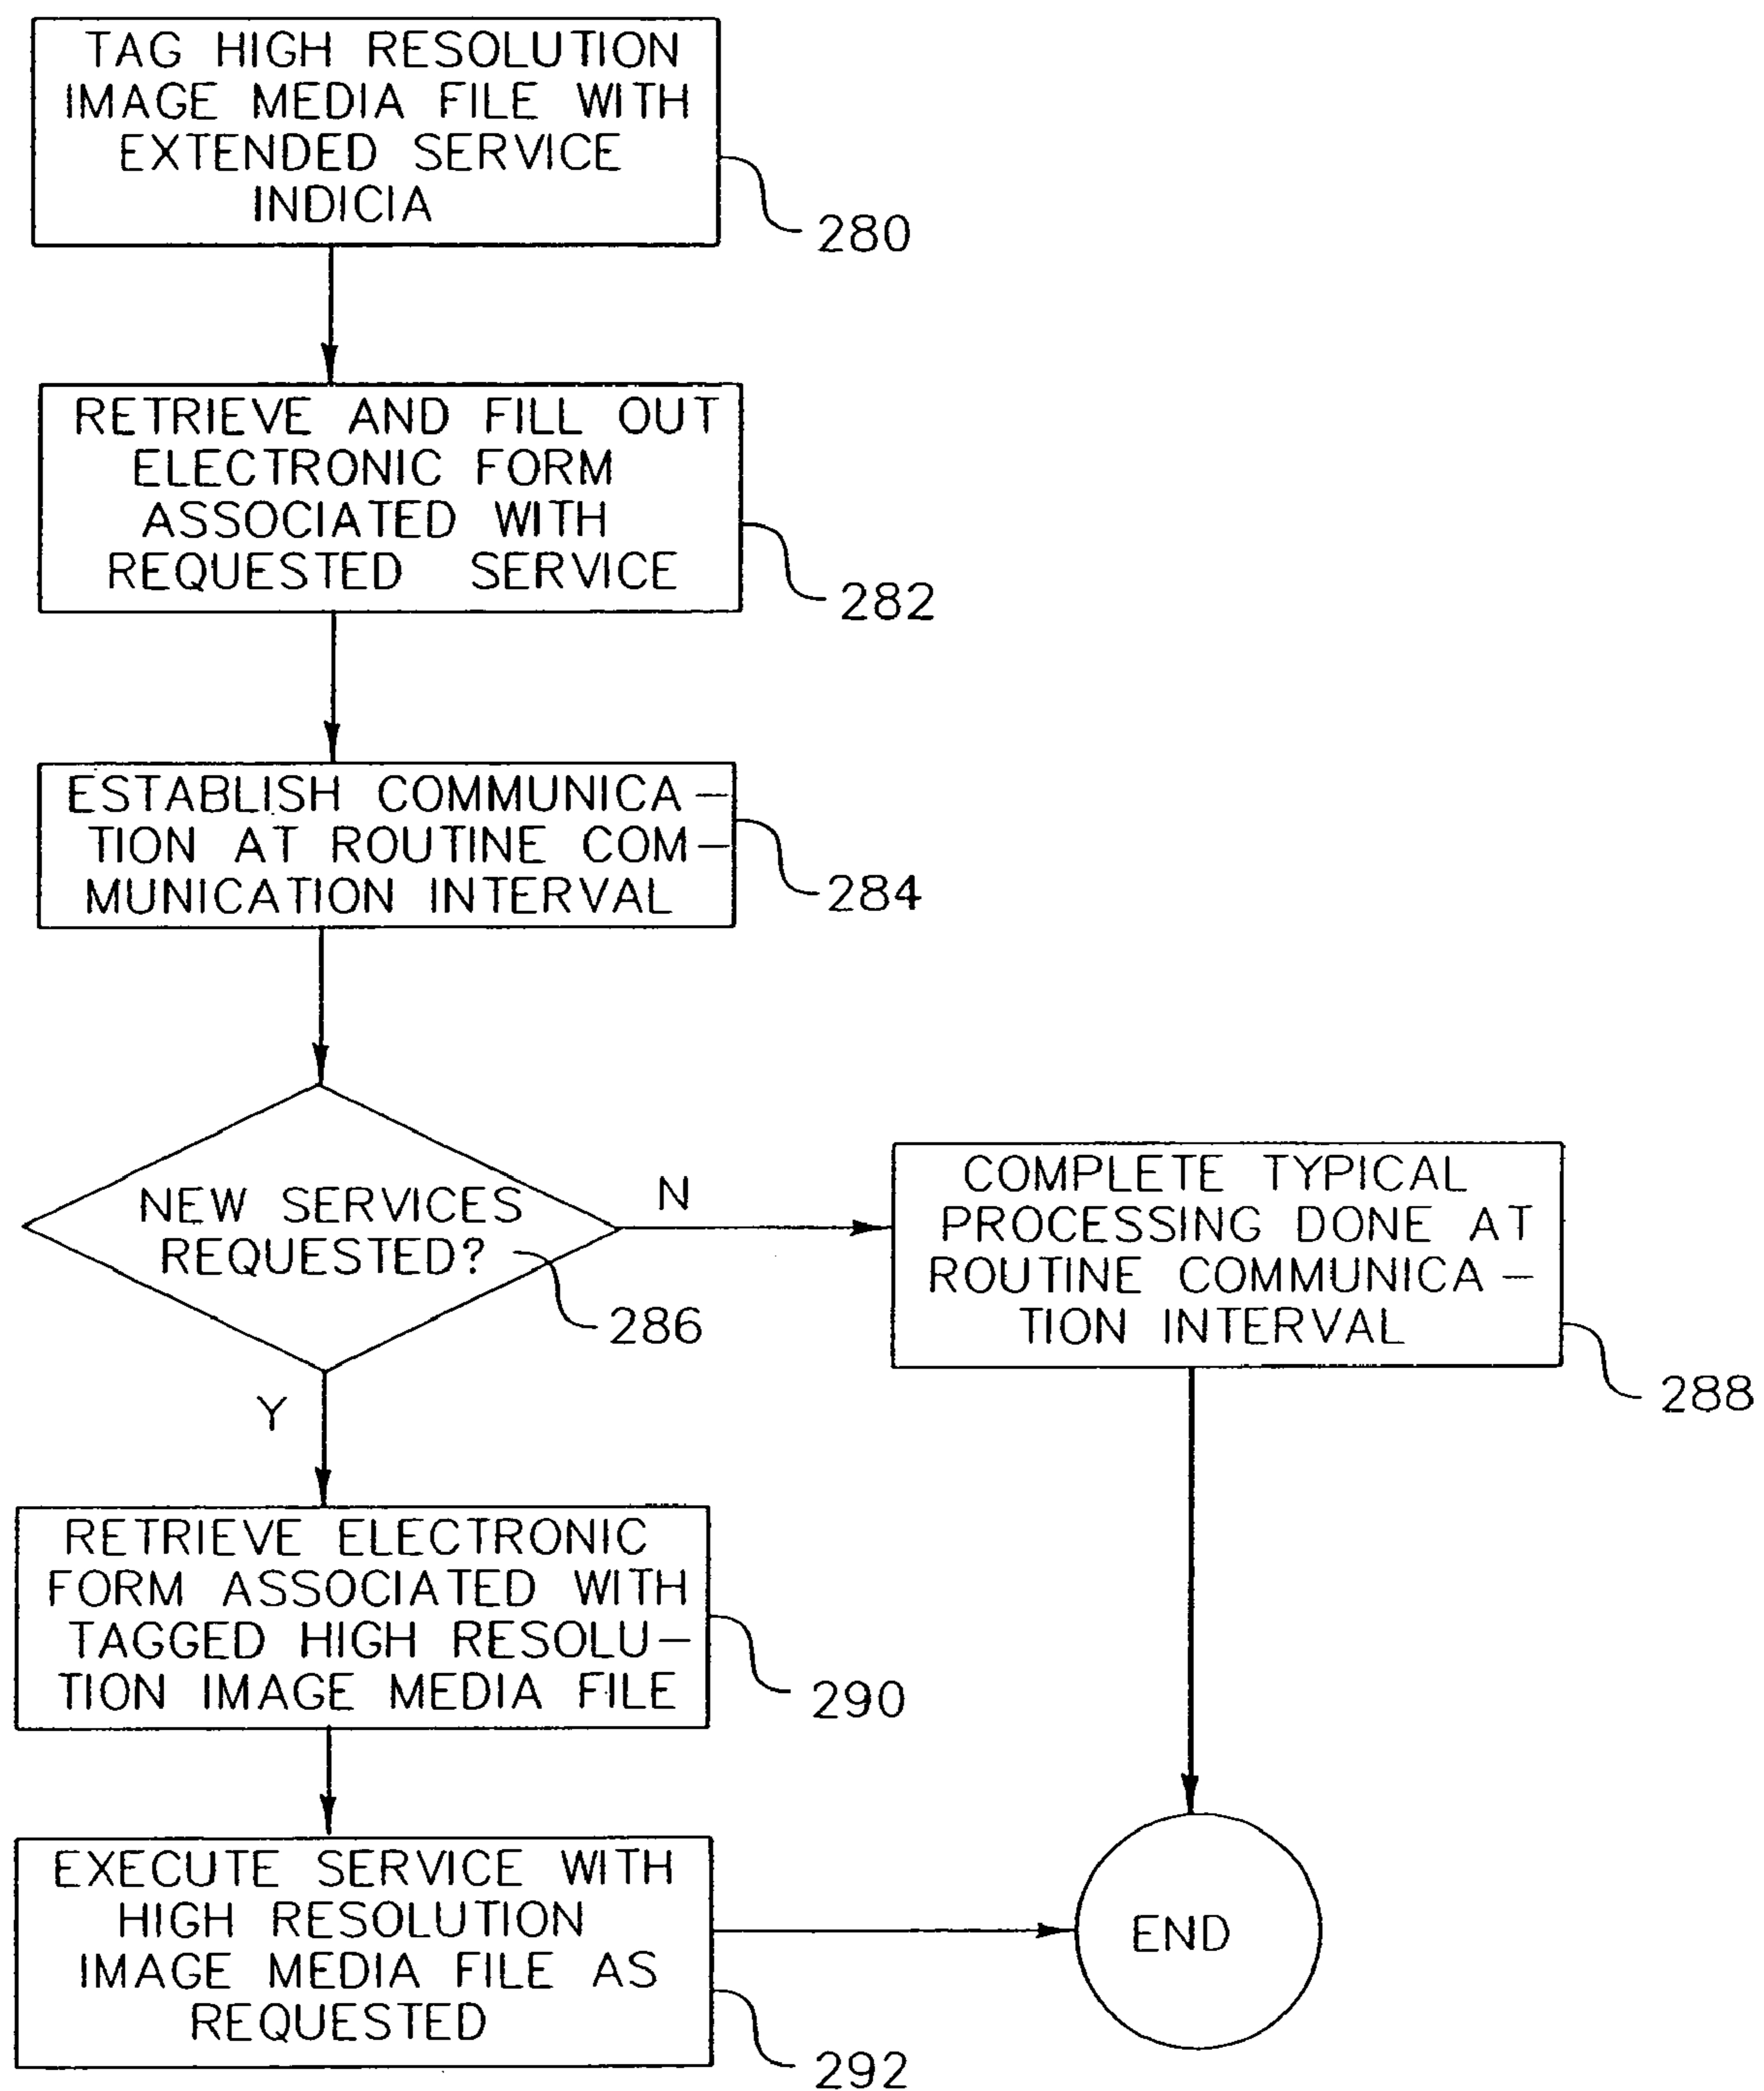 TAG HIGH RESOLUTION
IMAGE MEDIA FILE WITH
EXTENDED SERVICE
INDICIA
280
RETRIEVE AND FILL OUT
ELECTRONIC FORM
ASSOCIATED WITH
REQUESTED SERVICE
282
ESTABLISH COMMUNICA-
TION AT ROUTINE COM-
MUNICATION INTERVAL
284
NEW SERVICES
REQUESTED?
286
N
COMPLETE TYPICAL
PROCESSING DONE AT
ROUTINE COMMUNICA-
TION INTERVAL
288
Y
RETRIEVE ELECTRONIC
FORM ASSOCIATED WITH
TAGGED HIGH RESOLU-
TION IMAGE MEDIA FILE
290
EXECUTE SERVICE WITH
HIGH RESOLUTION
IMAGE MEDIA FILE AS
REQUESTED
292
END